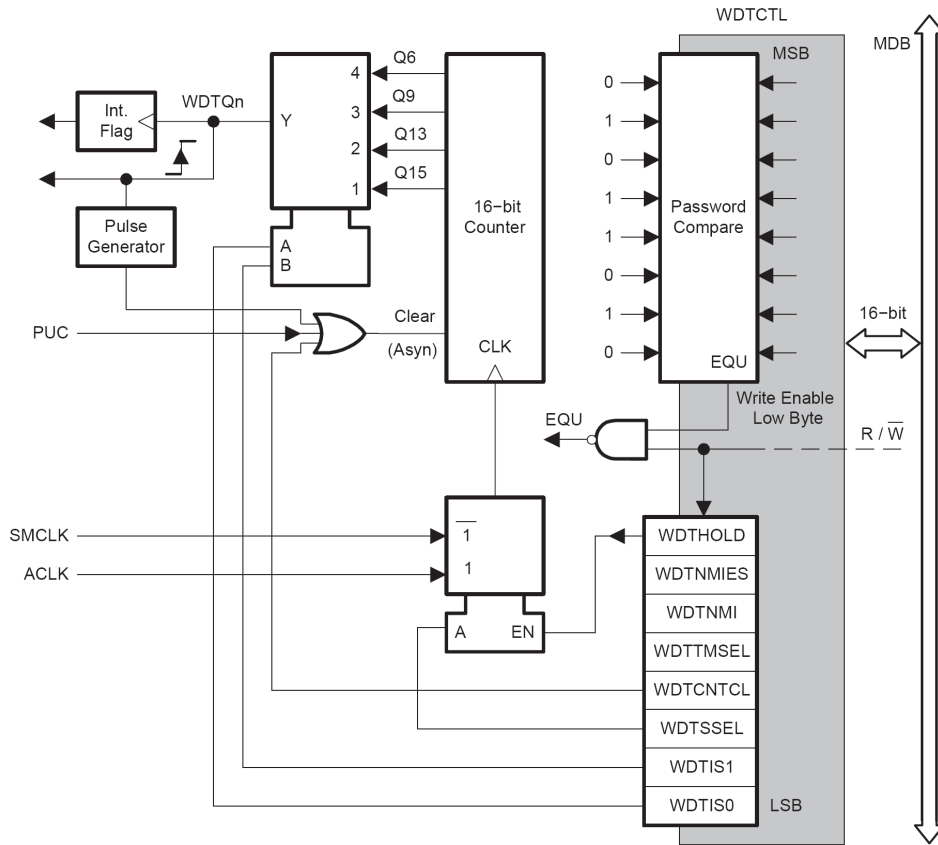 WDTCTL
MDB
MSB
Q6
4
0
Int.
Flag
WDTQn
Y
Q9
3
1
Q13
2
0
Q15
1
1
16−bit
Counter
Password
Compare
Pulse
Generator
A
B
1
0
PUC
Clear
(Asyn)
1
16−bit
CLK
0
EQU
Write Enable
Low Byte
EQU
R / W̅
SMCLK
1̅
WDTHOLD
ACLK
1
WDTNMIES
WDTNMI
A
EN
WDTTMSEL
WDTCNTCL
WDTSSEL
WDTIS1
WDTIS0
LSB